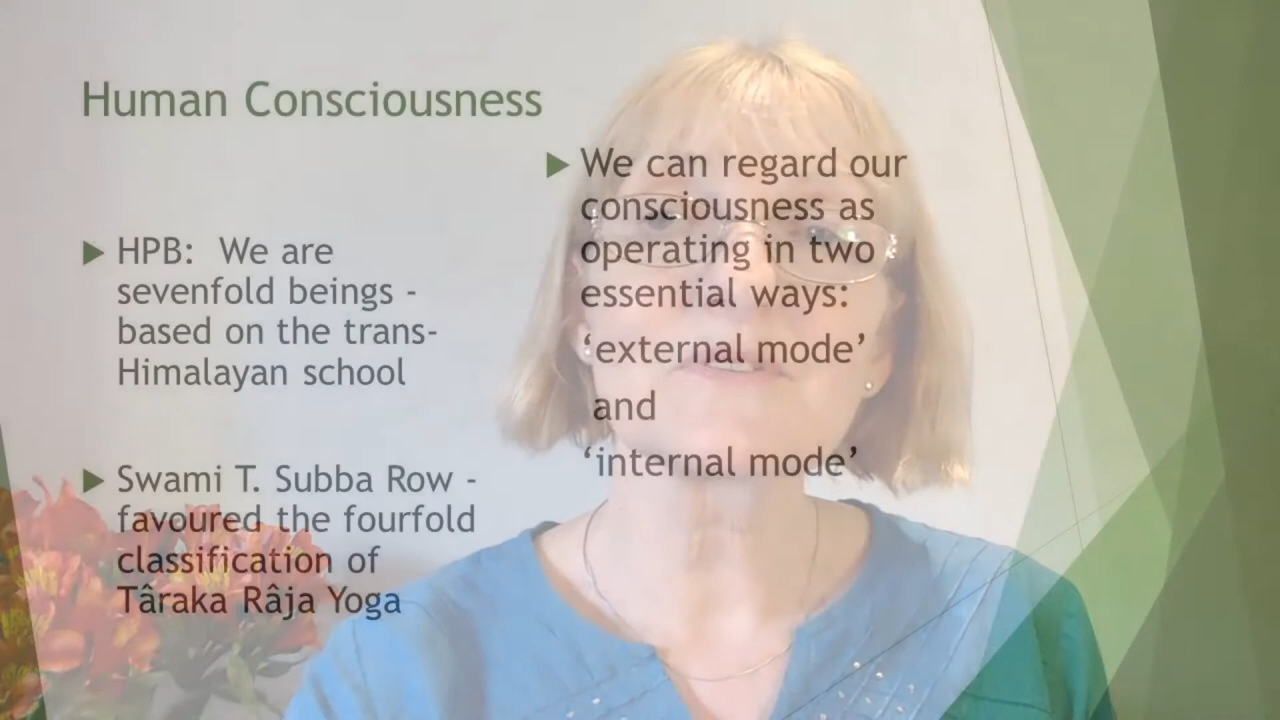 Human Consciousness
HPB: We are
sevenfold beings -
based on the trans-
Himalayan school
Swami T. Subba Row -
favoured the fourfold
classification of
Târaka Râja Yoga
We can regard our
consciousness as
operating in two
essential ways:
‘external mode’
and
‘internal mode’